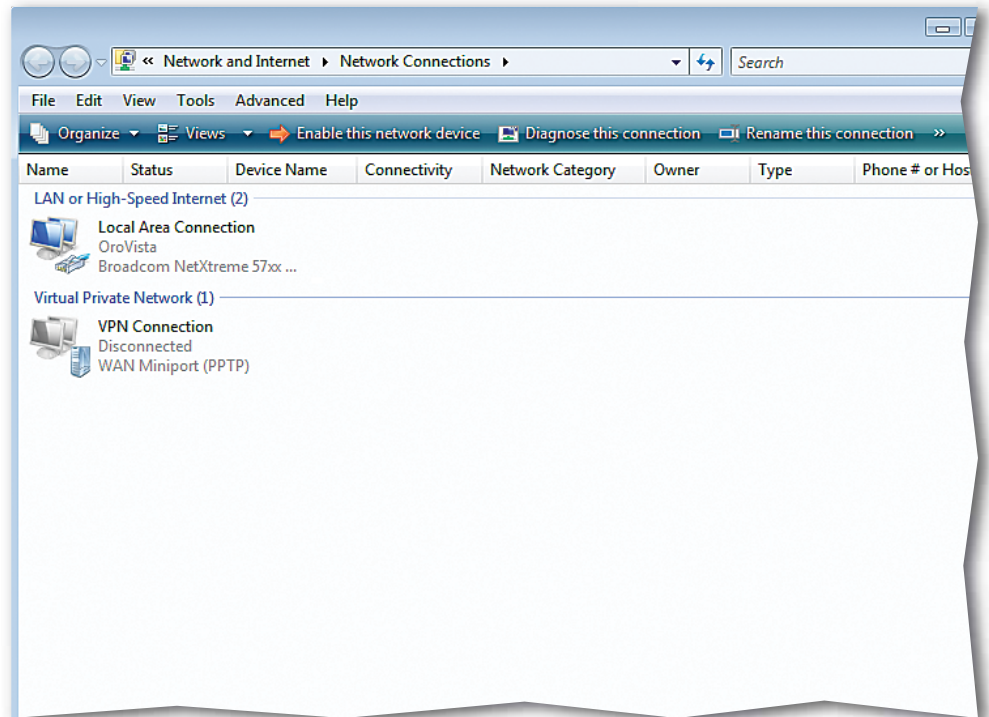 « Network and Internet ▸ Network Connections ▸ Search
File Edit View Tools Advanced Help
Organize Views Enable this network device Diagnose this connection Rename this connection »
Name Status Device Name Connectivity Network Category Owner Type Phone # or Hos
LAN or High-Speed Internet (2)
Local Area Connection
OroVista
Broadcom NetXtreme 57xx ...
Virtual Private Network (1)
VPN Connection
Disconnected
WAN Miniport (PPTP)